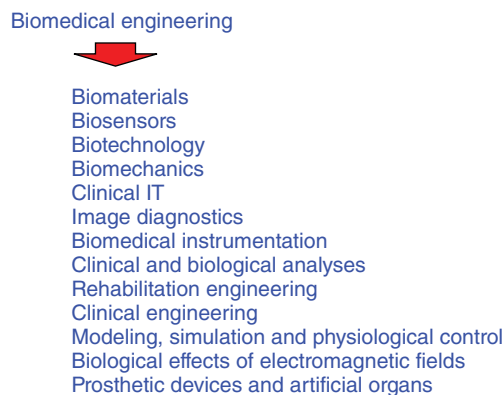 Biomedical engineering
Biomaterials
Biosensors
Biotechnology
Biomechanics
Clinical IT
Image diagnostics
Biomedical instrumentation
Clinical and biological analyses
Rehabilitation engineering
Clinical engineering
Modeling, simulation and physiological control
Biological effects of electromagnetic fields
Prosthetic devices and artificial organs